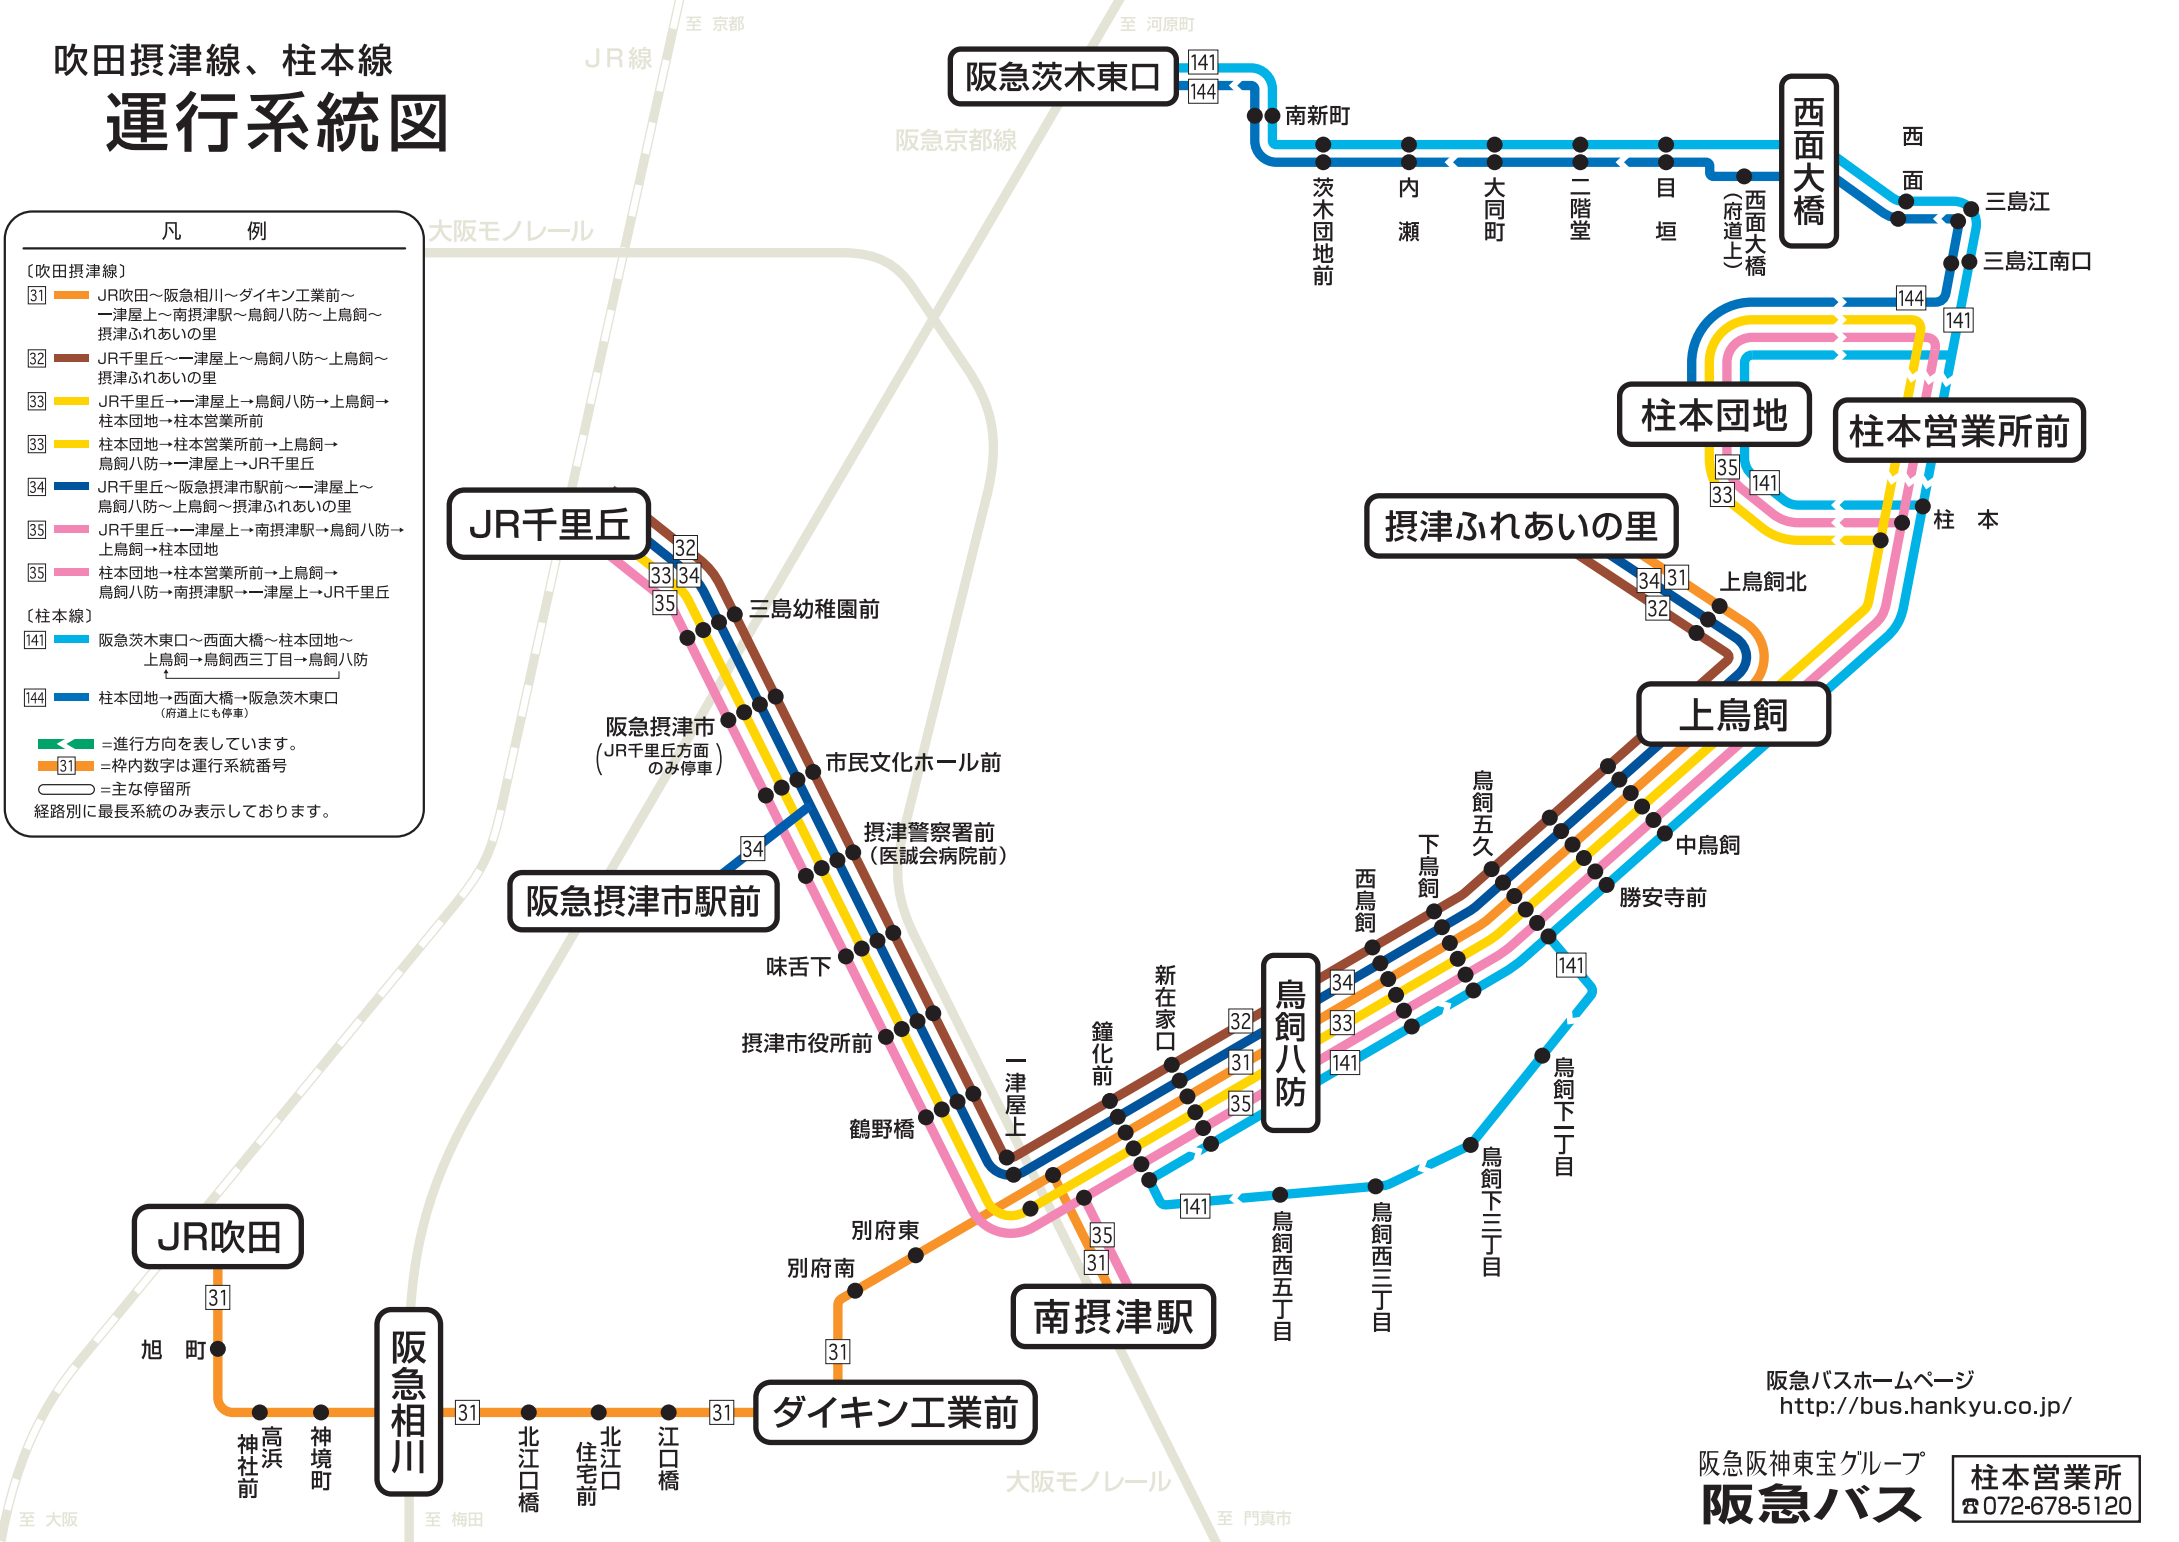 吹田摂津線、柱本線
運行系統図
凡　例
〔吹田摂津線〕
31 JR吹田～阪急相川～ダイキン工業前～
一津屋上～南摂津駅～鳥飼八防～上鳥飼～
摂津ふれあいの里
32 JR千里丘～一津屋上～鳥飼八防～上鳥飼～
摂津ふれあいの里
33 JR千里丘→一津屋上→鳥飼八防→上鳥飼→
柱本団地→柱本営業所前
33 柱本団地→柱本営業所前→上鳥飼→
鳥飼八防→一津屋上→JR千里丘
34 JR千里丘～阪急摂津市駅前～一津屋上～
鳥飼八防～上鳥飼～摂津ふれあいの里
35 JR千里丘→一津屋上→南摂津駅→鳥飼八防→
上鳥飼→柱本団地
35 柱本団地→柱本営業所前→上鳥飼→
鳥飼八防→南摂津駅→一津屋上→JR千里丘
〔柱本線〕
141 阪急茨木東口～西面大橋～柱本団地～
上鳥飼→鳥飼西三丁目→鳥飼八防
144 柱本団地→西面大橋→阪急茨木東口
（府道上にも停車）
=進行方向を表しています。
31 =枠内数字は運行系統番号
=主な停留所
経路別に最長系統のみ表示しております。
至 京都
JR線
至 河原町
阪急京都線
大阪モノレール
阪急茨木東口
141
144
南新町
茨木団地前
内瀬
大同町
二階堂
目垣
西面大橋
（府道上）
西面大橋
西面
三島江
三島江南口
144
141
柱本団地
柱本営業所前
35
33
141
柱本
摂津ふれあいの里
34
31
32
上鳥飼北
上鳥飼
JR千里丘
32
33
34
35
三島幼稚園前
阪急摂津市
（JR千里丘方面
のみ停車）
市民文化ホール前
34
摂津警察署前
（医誠会病院前）
阪急摂津市駅前
味舌下
摂津市役所前
鶴野橋
一津屋上
鐘化前
新在家口
32
31
35
鳥飼八防
34
33
141
西鳥飼
下鳥飼
鳥飼五久
中鳥飼
勝安寺前
141
鳥飼下一丁目
鳥飼下三丁目
鳥飼西三丁目
鳥飼西五丁目
141
35
31
南摂津駅
別府東
別府南
31
ダイキン工業前
JR吹田
31
旭町
高浜
神社前
神境町
阪急相川
31
北江口橋
北江口
住宅前
江口橋
31
大阪モノレール
至 大阪
至 梅田
至 門真市
阪急バスホームページ
http://bus.hankyu.co.jp/
阪急阪神東宝グループ
阪急バス
柱本営業所
☎072-678-5120